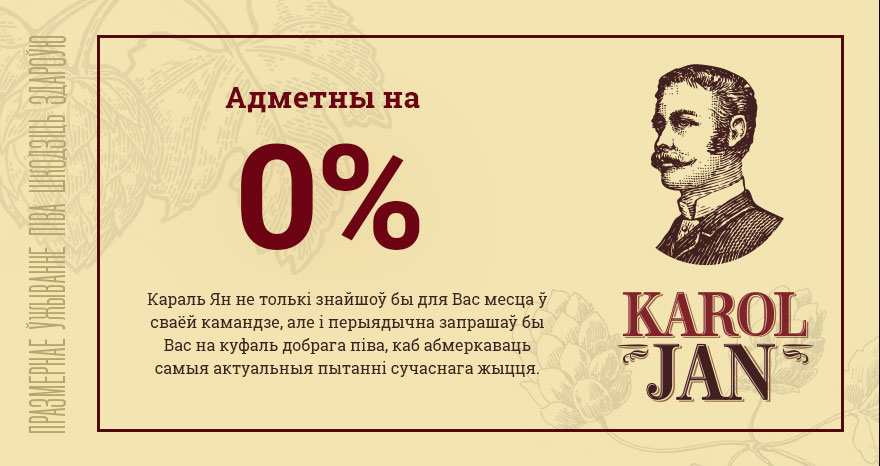 ПРАЗМЕРНАЕ ЎЖЫВАННЕ ПІВА ШКОДЗІЦЬ ЗДАРОЎЮ
Адметны на
0%
Караль Ян не толькі знайшоў бы для Вас месца ў
сваёй камандзе, але і перыядычна запрашаў бы
Вас на куфаль добрага піва, каб абмеркаваць
самыя актуальныя пытанні сучаснага жыцця.
KAROL
JAN